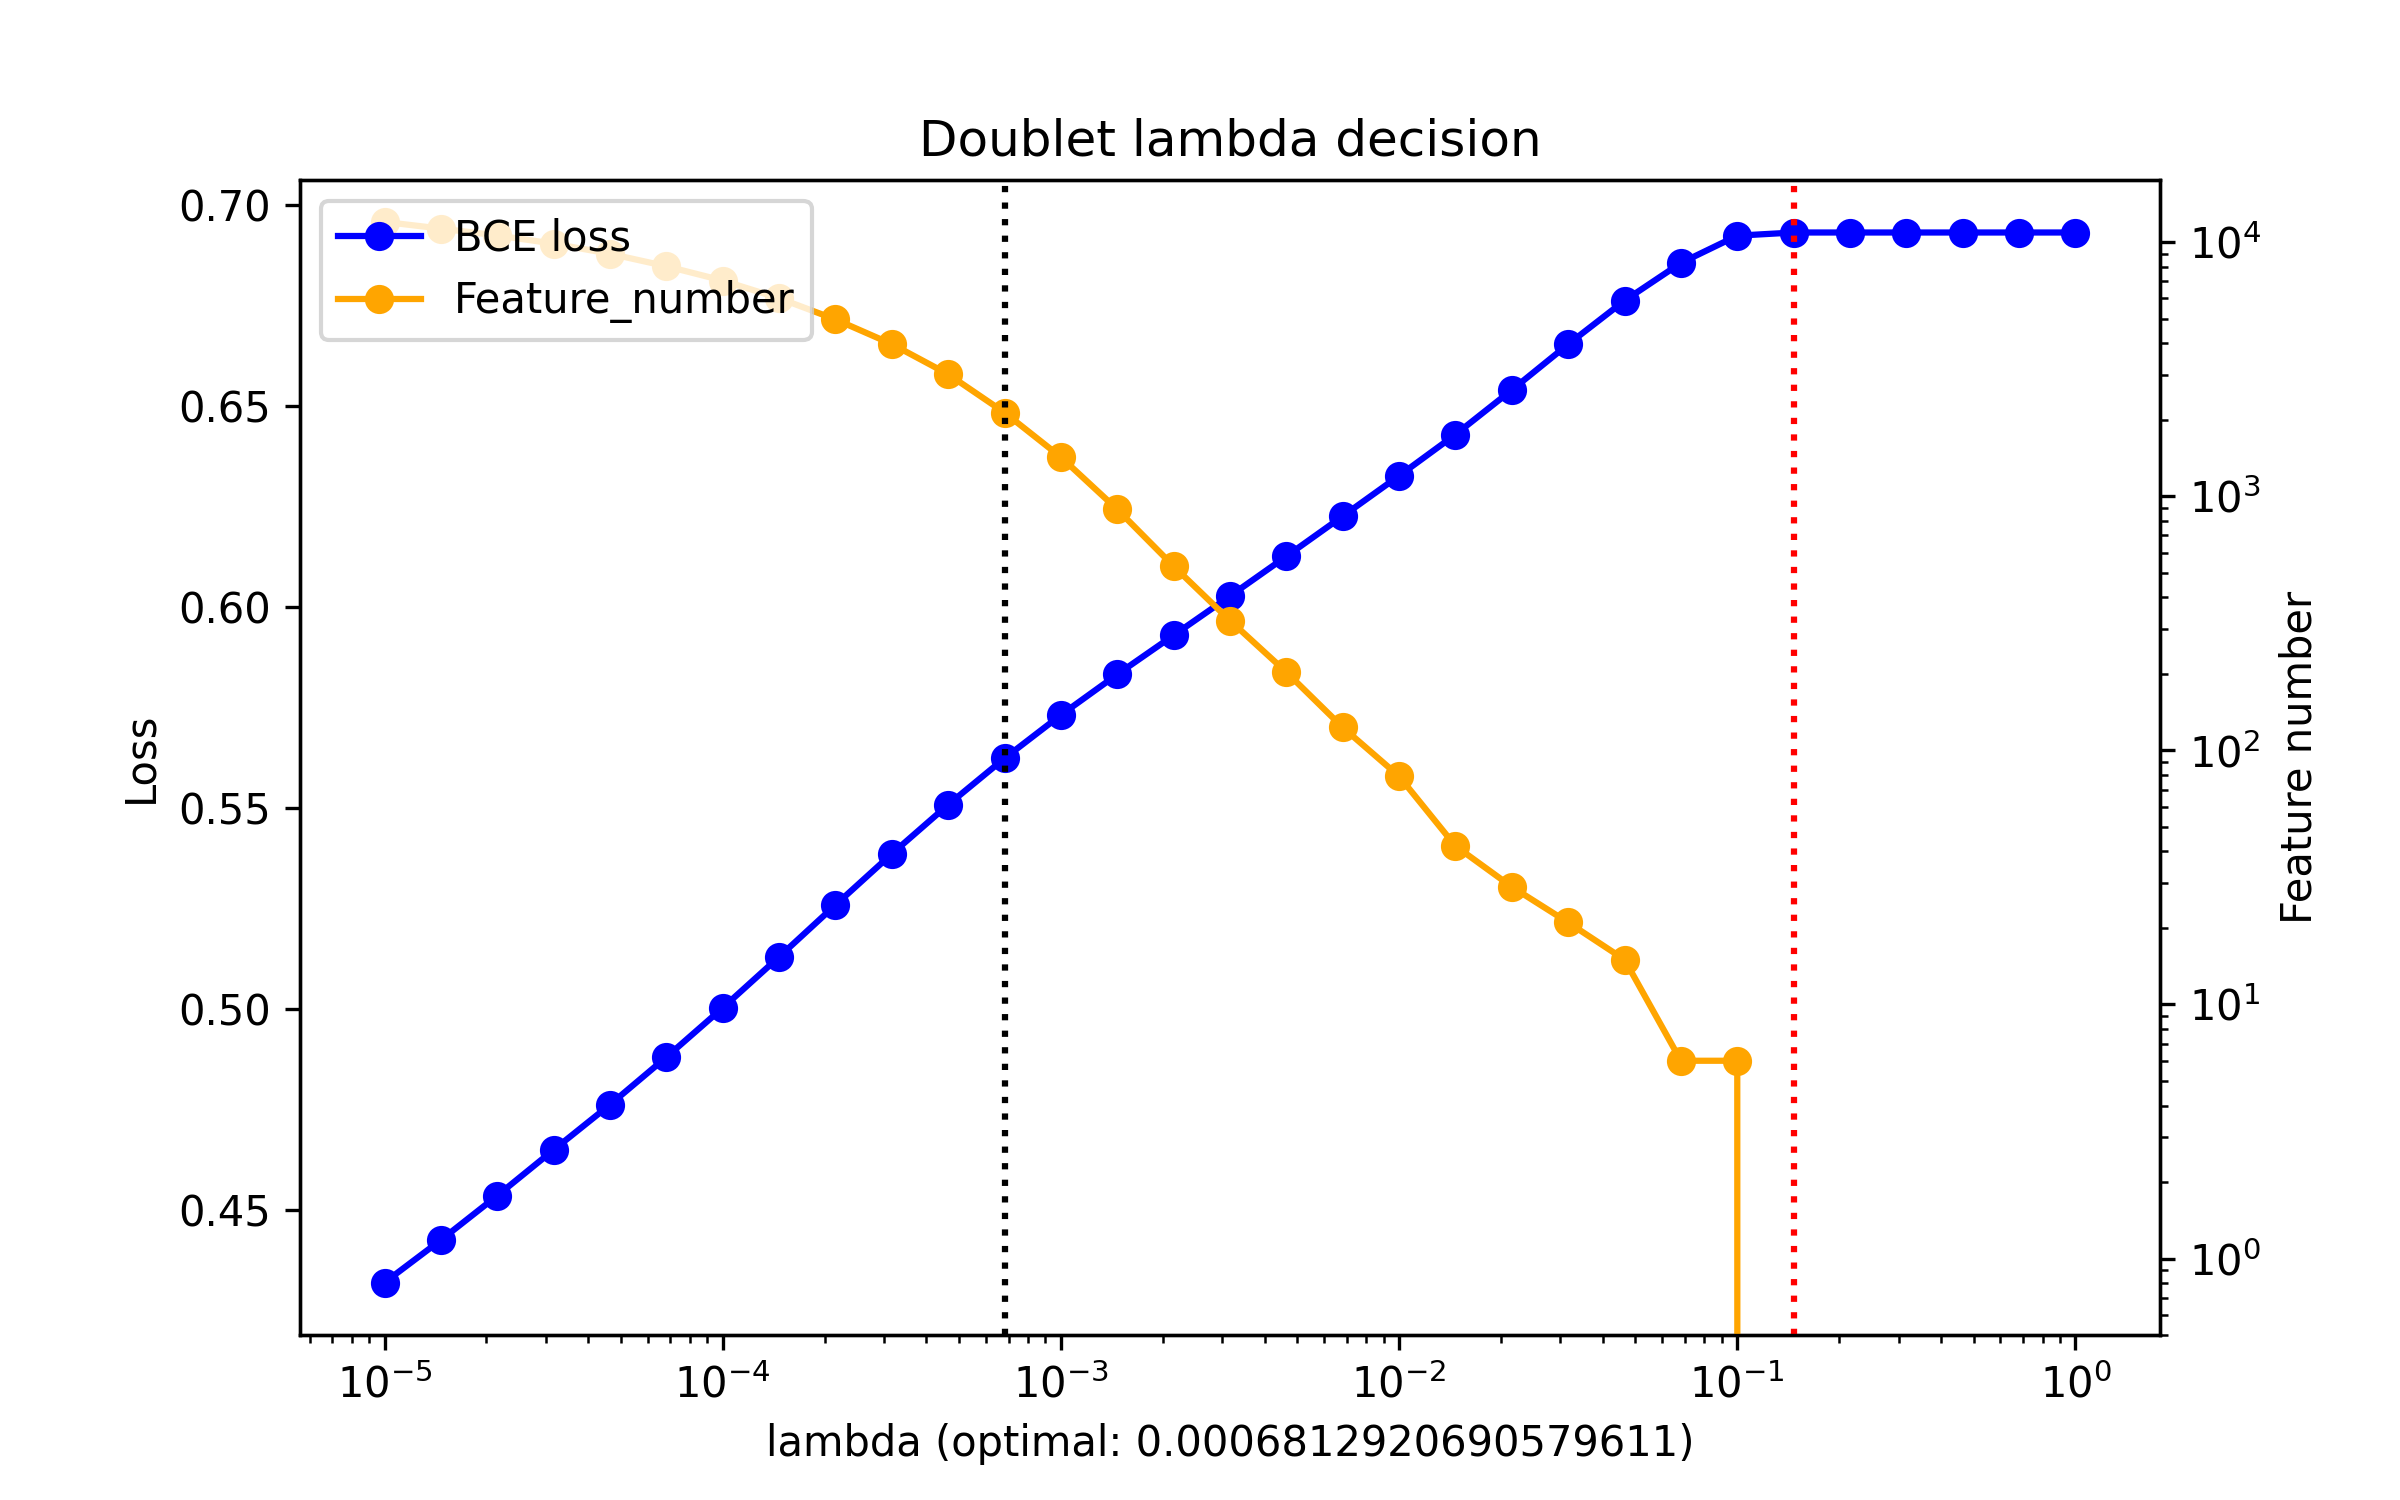 Doublet lambda decision
BCE loss
Feature_number
0.70
0.65
0.60
0.55
0.50
0.45
Loss
10⁴
10³
10²
10¹
10⁰
Feature number
10⁻⁵ 10⁻⁴ 10⁻³ 10⁻² 10⁻¹ 10⁰
lambda (optimal: 0.0006812920690579611)